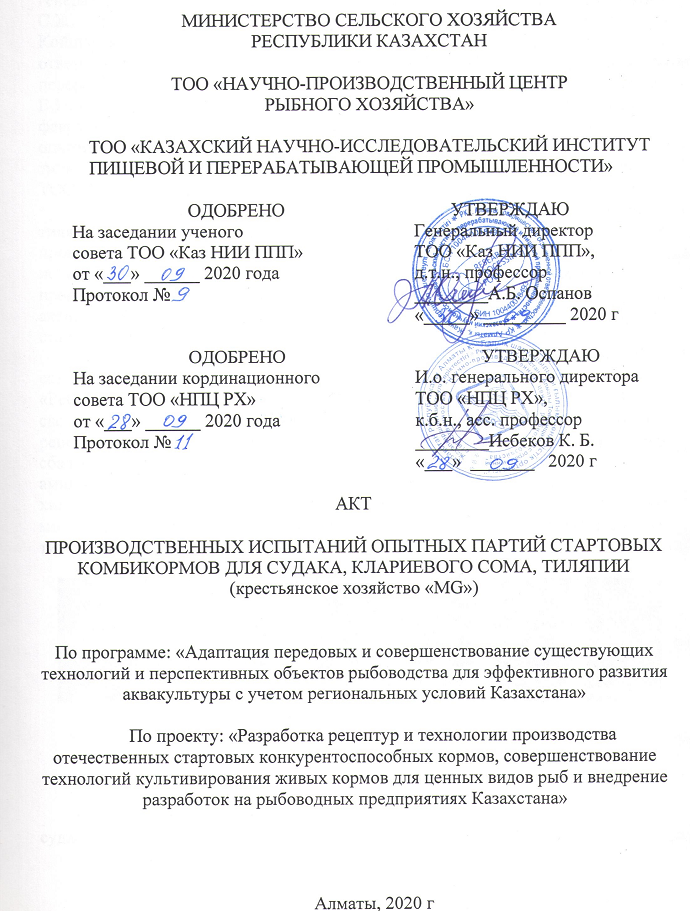 МИНИСТЕРСТВО СЕЛЬСКОГО ХОЗЯЙСТВА
РЕСПУБЛИКИ КАЗАХСТАН
ТОО «НАУЧНО-ПРОИЗВОДСТВЕННЫЙ ЦЕНТР
РЫБНОГО ХОЗЯЙСТВА»
ТОО «КАЗАХСКИЙ НАУЧНО-ИССЛЕДОВАТЕЛЬСКИЙ ИНСТИТУТ
ПИЩЕВОЙ И ПЕРЕРАБАТЫВАЮЩЕЙ ПРОМЫШЛЕННОСТИ»
ОДОБРЕНО
На заседании ученого
совета ТОО «Каз НИИ ППП»
от «30» 09 2020 года
Протокол № 9
УТВЕРЖДАЮ
Генеральный директор
ТОО «Каз НИИ ППП»,
д.т.н., профессор
А.Б. Оспанов
2020 г
ОДОБРЕНО
На заседании кординационного
совета ТОО «НПЦ РХ»
от «28» 09 2020 года
Протокол № 11
УТВЕРЖДАЮ
И.о. генерального директора
ТОО «НПЦ РХ»,
к.б.н., асс. профессор
Исбеков К. Б.
«28» 09 2020 г
АКТ
ПРОИЗВОДСТВЕННЫХ ИСПЫТАНИЙ ОПЫТНЫХ ПАРТИЙ СТАРТОВЫХ
КОМБИКОРМОВ ДЛЯ СУДАКА, КЛАРИЕВОГО СОМА, ТИЛЯПИИ
(крестьянское хозяйство «MG»)
По программе: «Адаптация передовых и совершенствование существующих
технологий и перспективных объектов рыбоводства для эффективного развития
аквакультуры с учетом региональных условий Казахстана»
По проекту: «Разработка рецептур и технологии производства
отечественных стартовых конкурентоспособных кормов, совершенствование
технологий культивирования живых кормов для ценных видов рыб и внедрение
разработок на рыбоводных предприятиях Казахстана»
Алматы, 2020 г